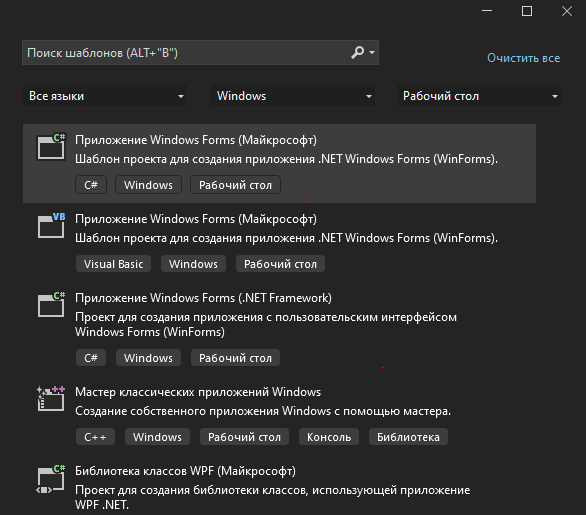 Поиск шаблонов (ALT+"B")
Очистить все
Все языки
Windows
Рабочий стол
C#
Приложение Windows Forms (Майкрософт)
Шаблон проекта для создания приложения .NET Windows Forms (WinForms).
C#
Windows
Рабочий стол
VB
Приложение Windows Forms (Майкрософт)
Шаблон проекта для создания приложения .NET Windows Forms (WinForms).
Visual Basic
Windows
Рабочий стол
C#
Приложение Windows Forms (.NET Framework)
Проект для создания приложения с пользовательским интерфейсом
Windows Forms (WinForms)
C#
Windows
Рабочий стол
++
Мастер классических приложений Windows
Создание собственного приложения Windows с помощью мастера.
C++
Windows
Рабочий стол
Консоль
Библиотека
C#
Библиотека классов WPF (Майкрософт)
Проект для создания библиотеки классов, использующей приложение
WPF .NET.